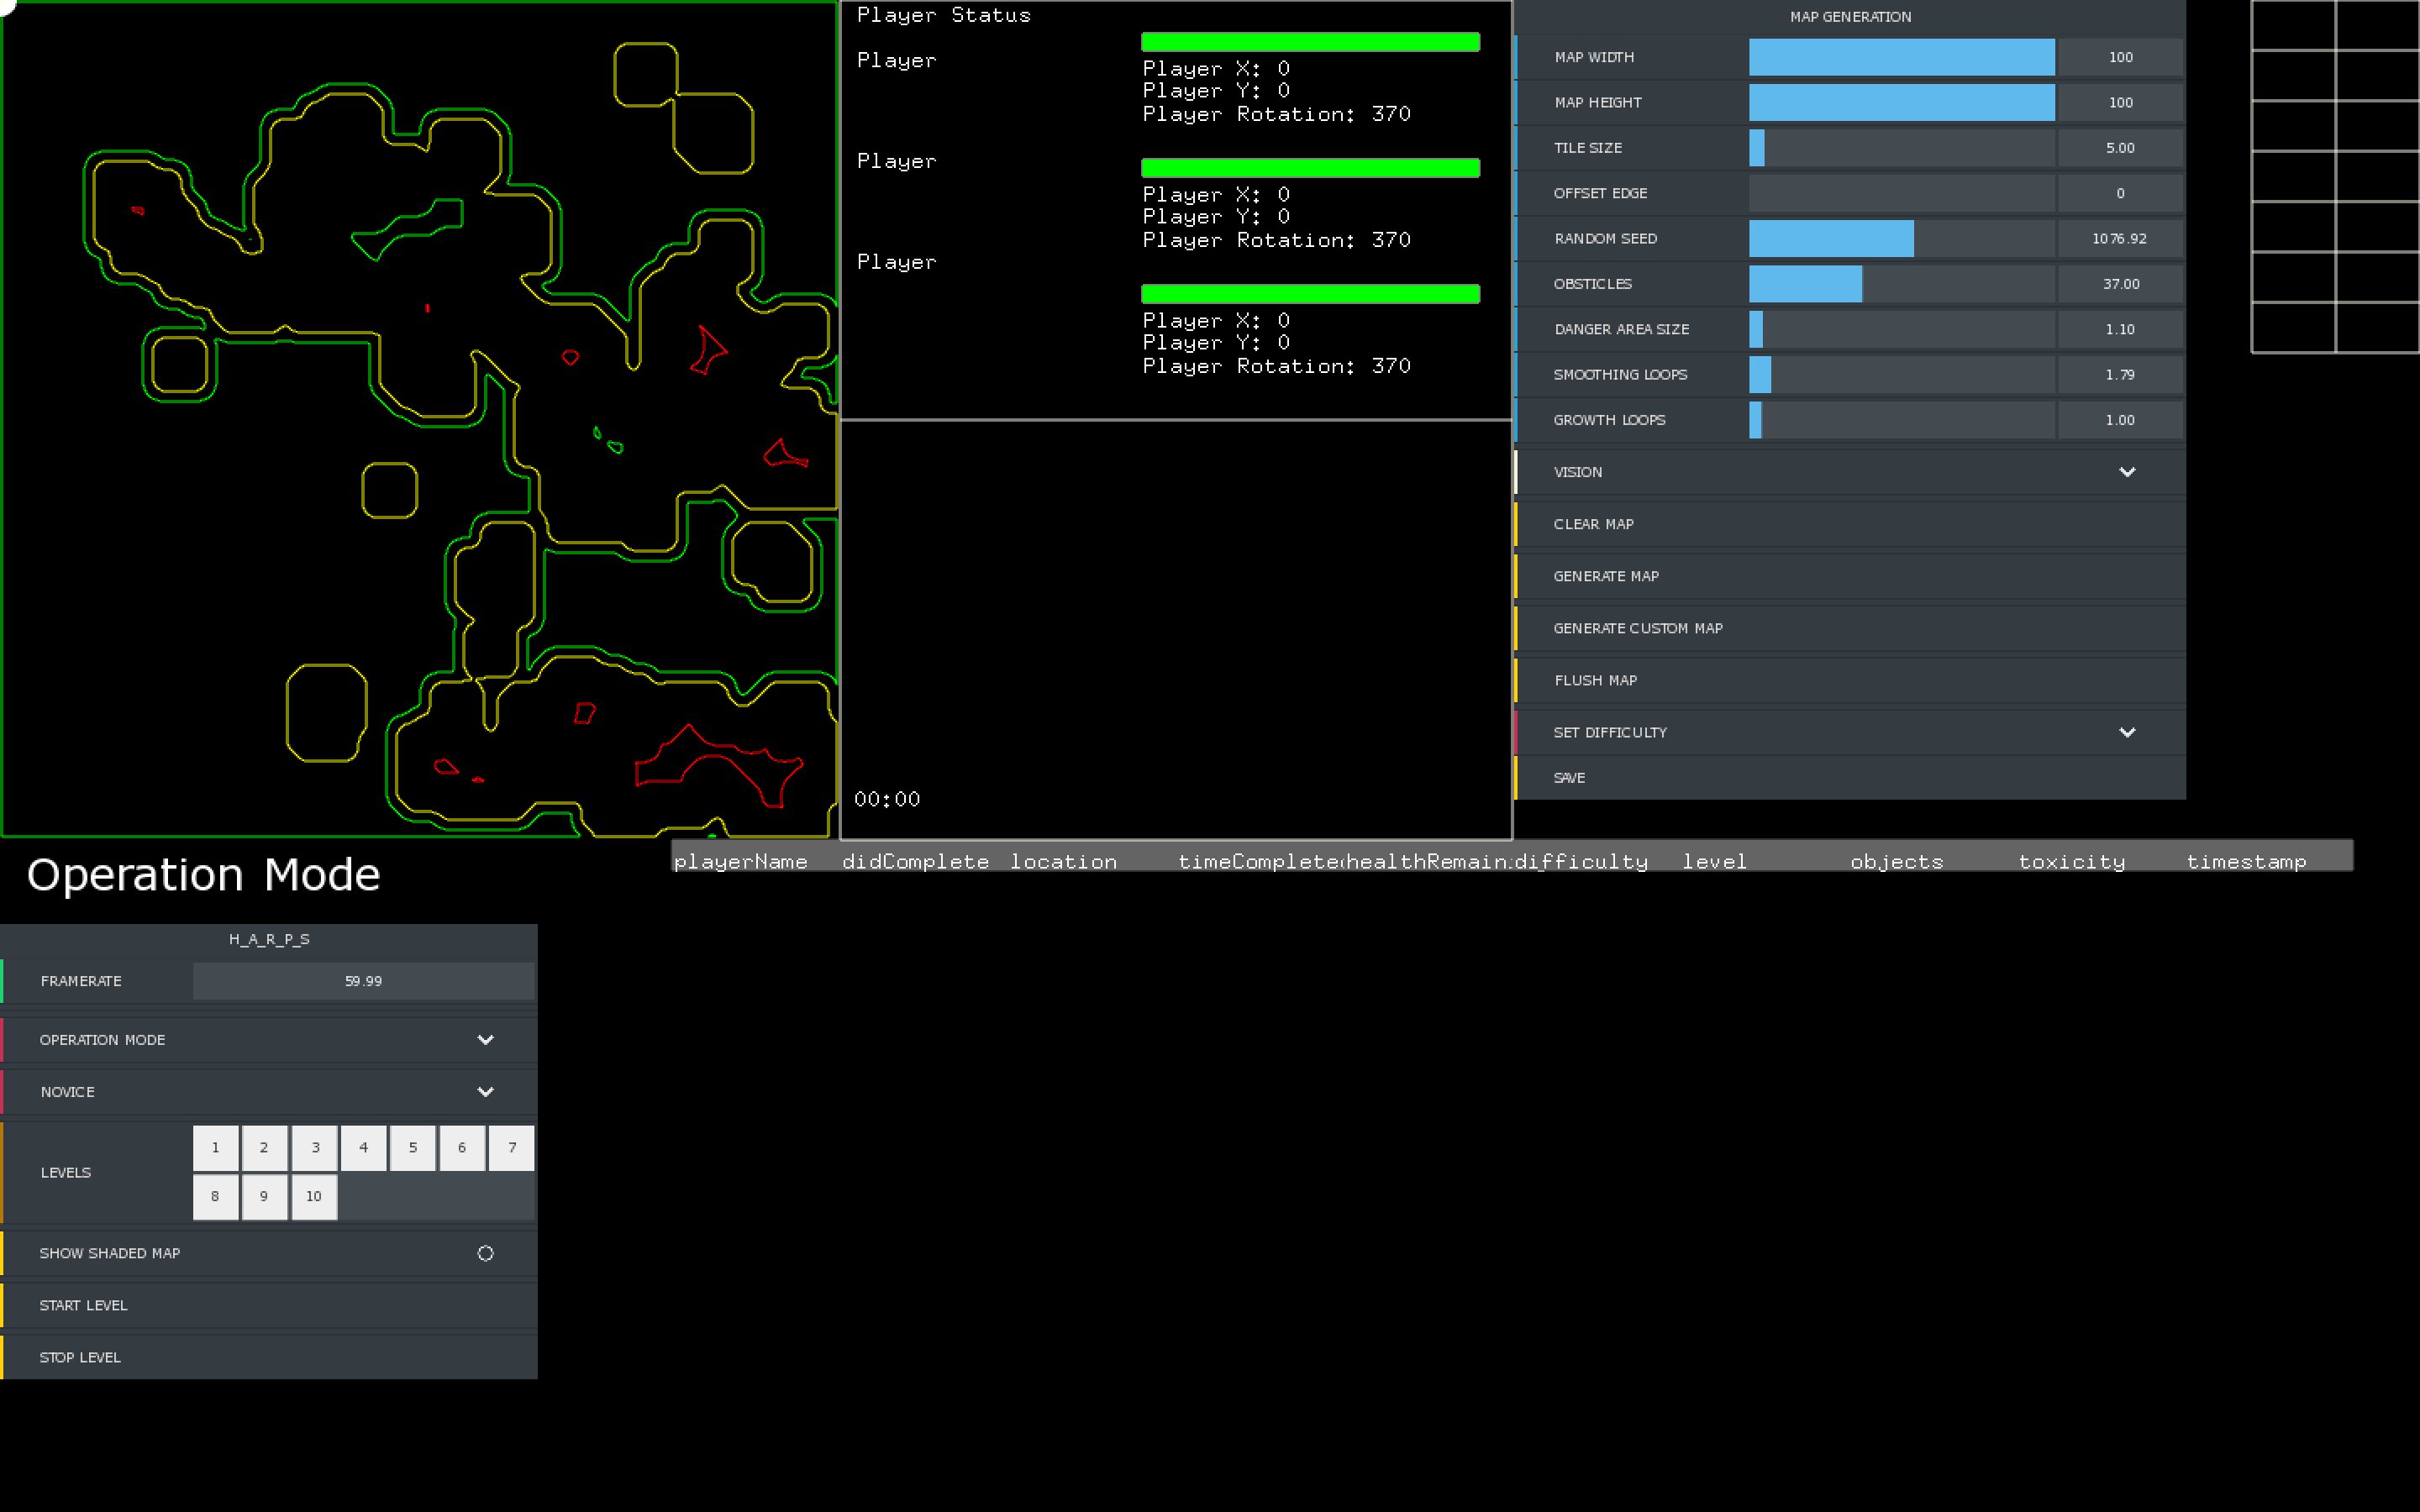 Player Status
Player
Player X: 0
Player Y: 0
Player Rotation: 370
Player
Player X: 0
Player Y: 0
Player Rotation: 370
Player
Player X: 0
Player Y: 0
Player Rotation: 370
00:00
MAP GENERATION
MAP WIDTH 100
MAP HEIGHT 100
TILE SIZE 5.00
OFFSET EDGE 0
RANDOM SEED 1076.92
OBSTICLES 37.00
DANGER AREA SIZE 1.10
SMOOTHING LOOPS 1.79
GROWTH LOOPS 1.00
VISION
CLEAR MAP
GENERATE MAP
GENERATE CUSTOM MAP
FLUSH MAP
SET DIFFICULTY
SAVE
playerName didComplete location timeComplete healthRemain difficulty level objects toxicity timestamp
Operation Mode
H_A_R_P_S
FRAMERATE 59.99
OPERATION MODE
NOVICE
LEVELS
1 2 3 4 5 6 7
8 9 10
SHOW SHADED MAP
START LEVEL
STOP LEVEL